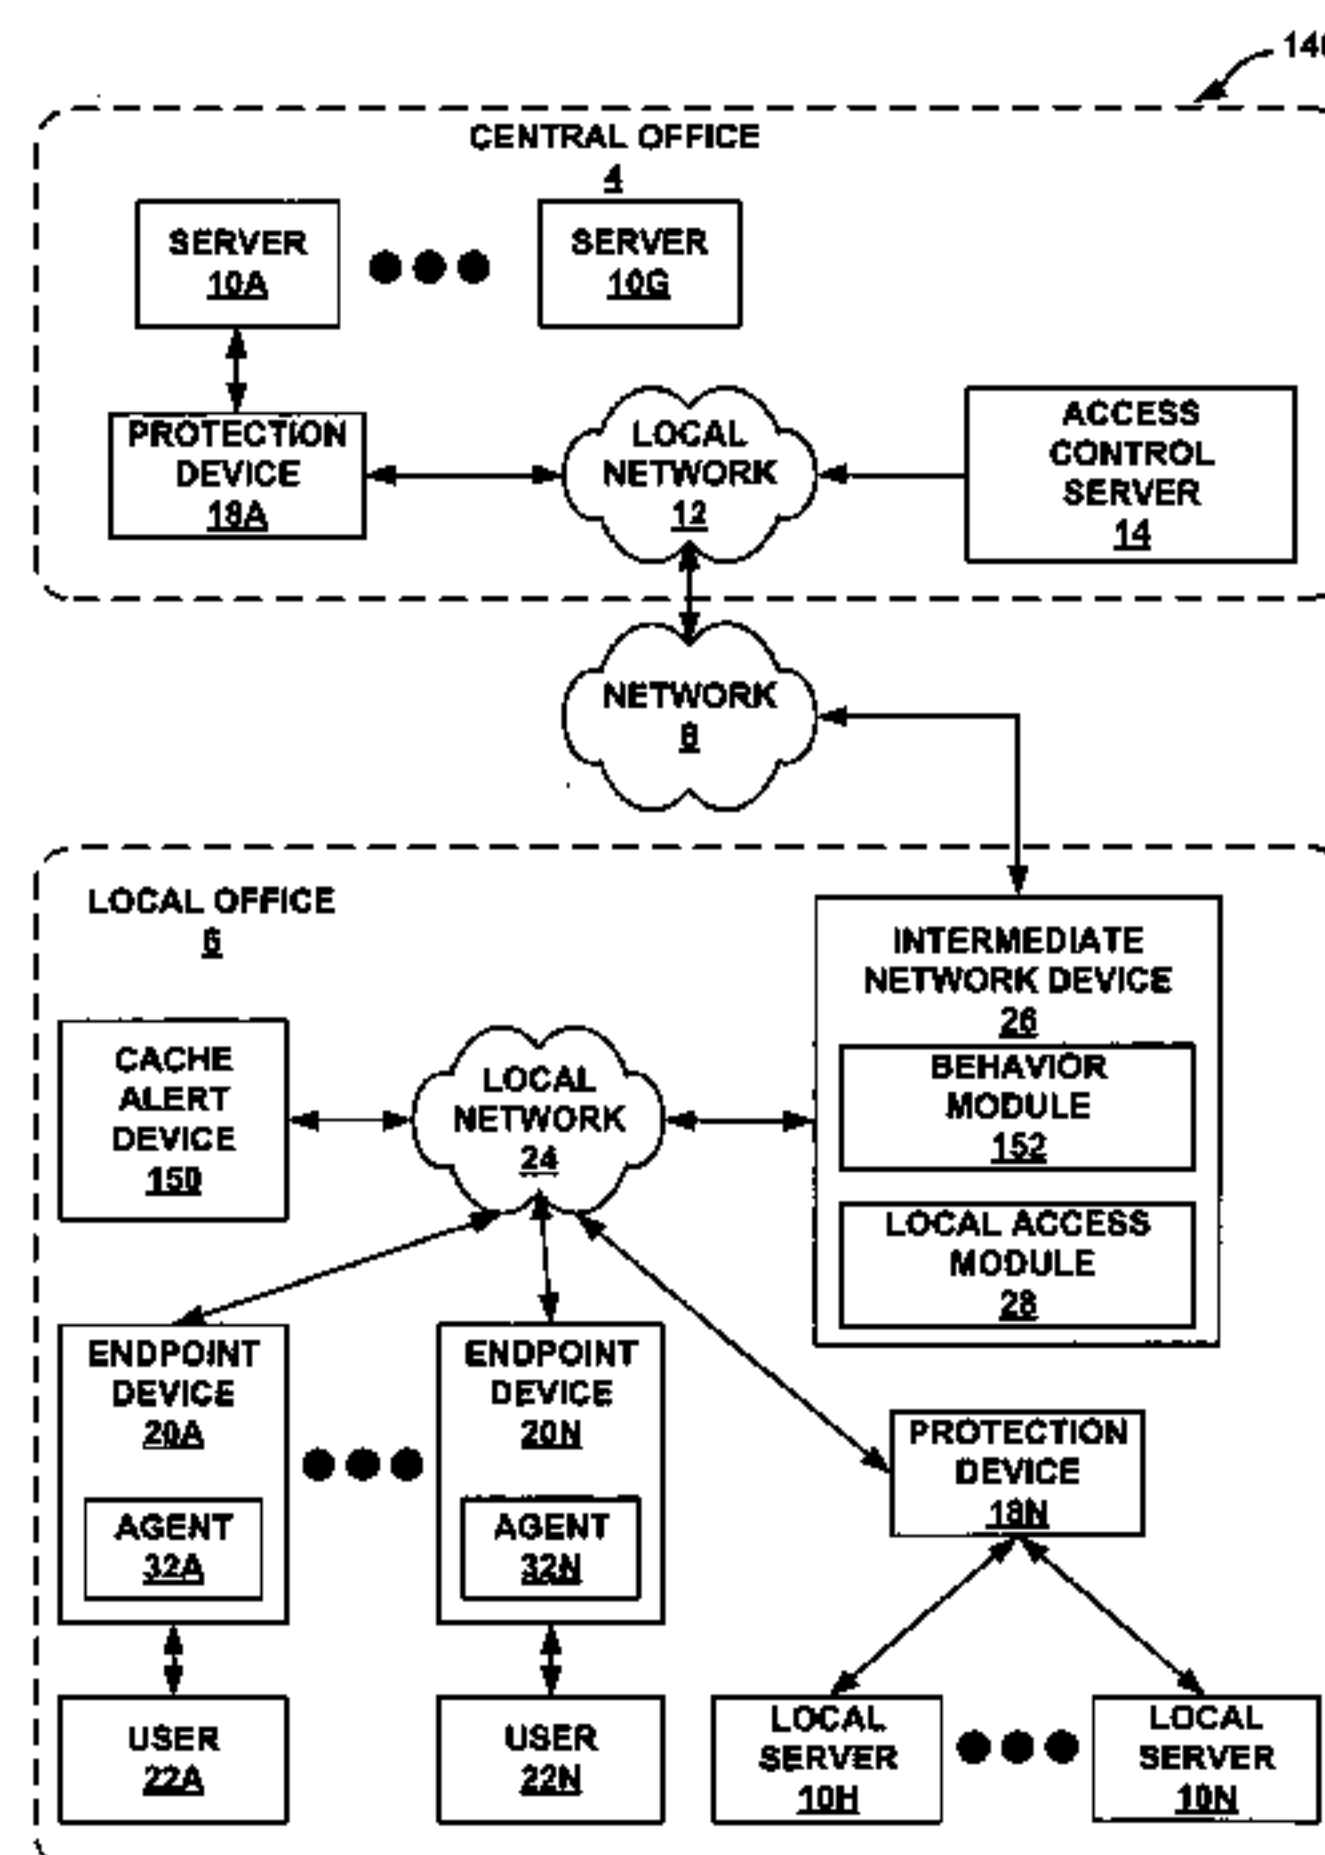 140
CENTRAL OFFICE
4
SERVER
10A
SERVER
10G
PROTECTION
DEVICE
18A
LOCAL
NETWORK
12
ACCESS
CONTROL
SERVER
14
NETWORK
8
LOCAL OFFICE
6
INTERMEDIATE
NETWORK DEVICE
26
BEHAVIOR
MODULE
152
LOCAL ACCESS
MODULE
28
CACHE
ALERT
DEVICE
150
LOCAL
NETWORK
24
ENDPOINT
DEVICE
20A
AGENT
32A
ENDPOINT
DEVICE
20N
AGENT
32N
PROTECTION
DEVICE
18N
USER
22A
USER
22N
LOCAL
SERVER
10H
LOCAL
SERVER
10N